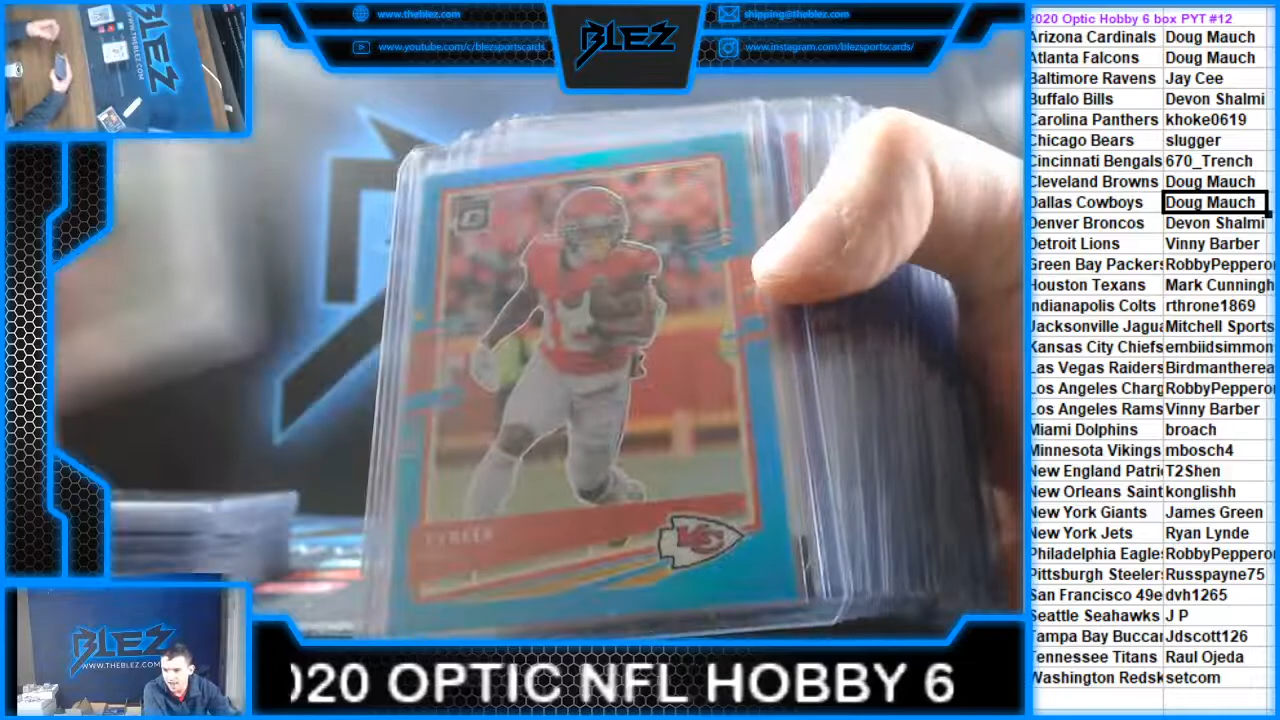 www.theblez.com
shipping@theblez.com
www.youtube.com/c/blezsportscards
www.instagram.com/blezsportscards/
BLEZ
BLEZ
2020 Optic Hobby 6 box PYT #12
Arizona Cardinals Doug Mauch
Atlanta Falcons Doug Mauch
Baltimore Ravens Jay Cee
Buffalo Bills Devon Shalmi
Carolina Panthers khoke0619
Chicago Bears slugger
Cincinnati Bengals 670_Trench
Cleveland Browns Doug Mauch
Dallas Cowboys Doug Mauch
Denver Broncos Devon Shalmi
Detroit Lions Vinny Barber
Green Bay Packers RobbyPeppero
Houston Texans Mark Cunningh
Indianapolis Colts rthrone1869
Jacksonville Jagua Mitchell Sports
Kansas City Chiefs embiidsimmon
Las Vegas Raiders Birdmantherea
Los Angeles Charg RobbyPeppero
Los Angeles Rams Vinny Barber
Miami Dolphins broach
Minnesota Vikings mbosch4
New England Patri T2Shen
New Orleans Saint konglishh
New York Giants James Green
New York Jets Ryan Lynde
Philadelphia Eagle RobbyPeppero
Pittsburgh Steeler Russpayne75
San Francisco 49e dvh1265
Seattle Seahawks J P
Tampa Bay Buccar Jdscott126
Tennessee Titans Raul Ojeda
Washington Redsk setcom
TYREEK
KC
BLEZ
WWW.THEBLEZ.COM
020 OPTIC NFL HOBBY 6